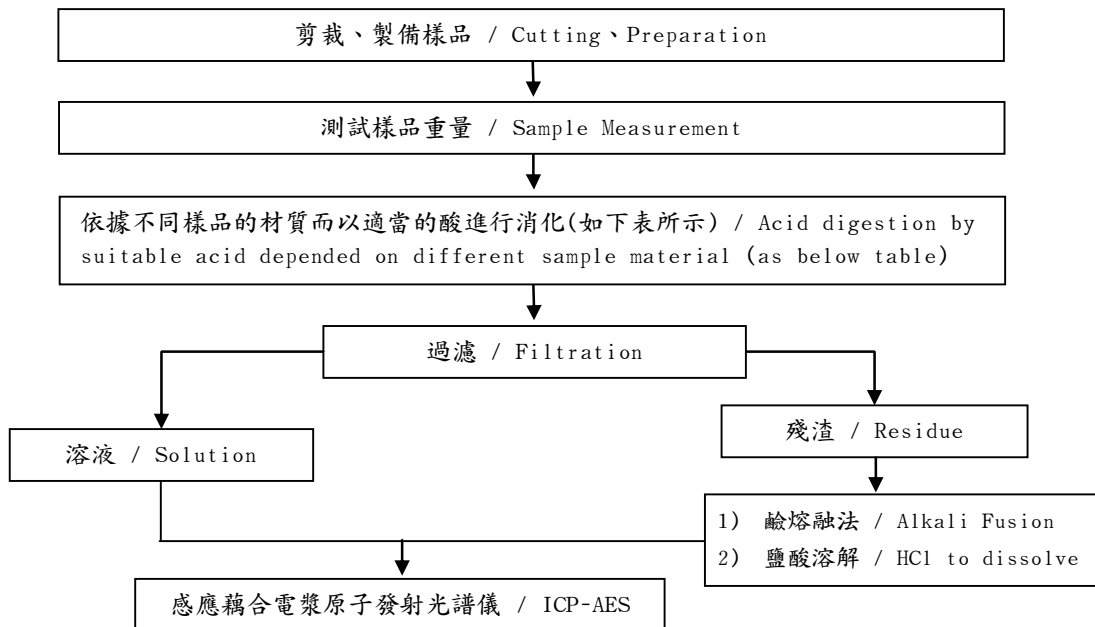 剪裁、製備樣品 / Cutting、Preparation
測試樣品重量 / Sample Measurement
依據不同樣品的材質而以適當的酸進行消化(如下表所示) / Acid digestion by
suitable acid depended on different sample material (as below table)
過濾 / Filtration
溶液 / Solution
殘渣 / Residue
1) 鹼熔融法 / Alkali Fusion
2) 鹽酸溶解 / HCl to dissolve
感應藕合電漿原子發射光譜儀 / ICP-AES